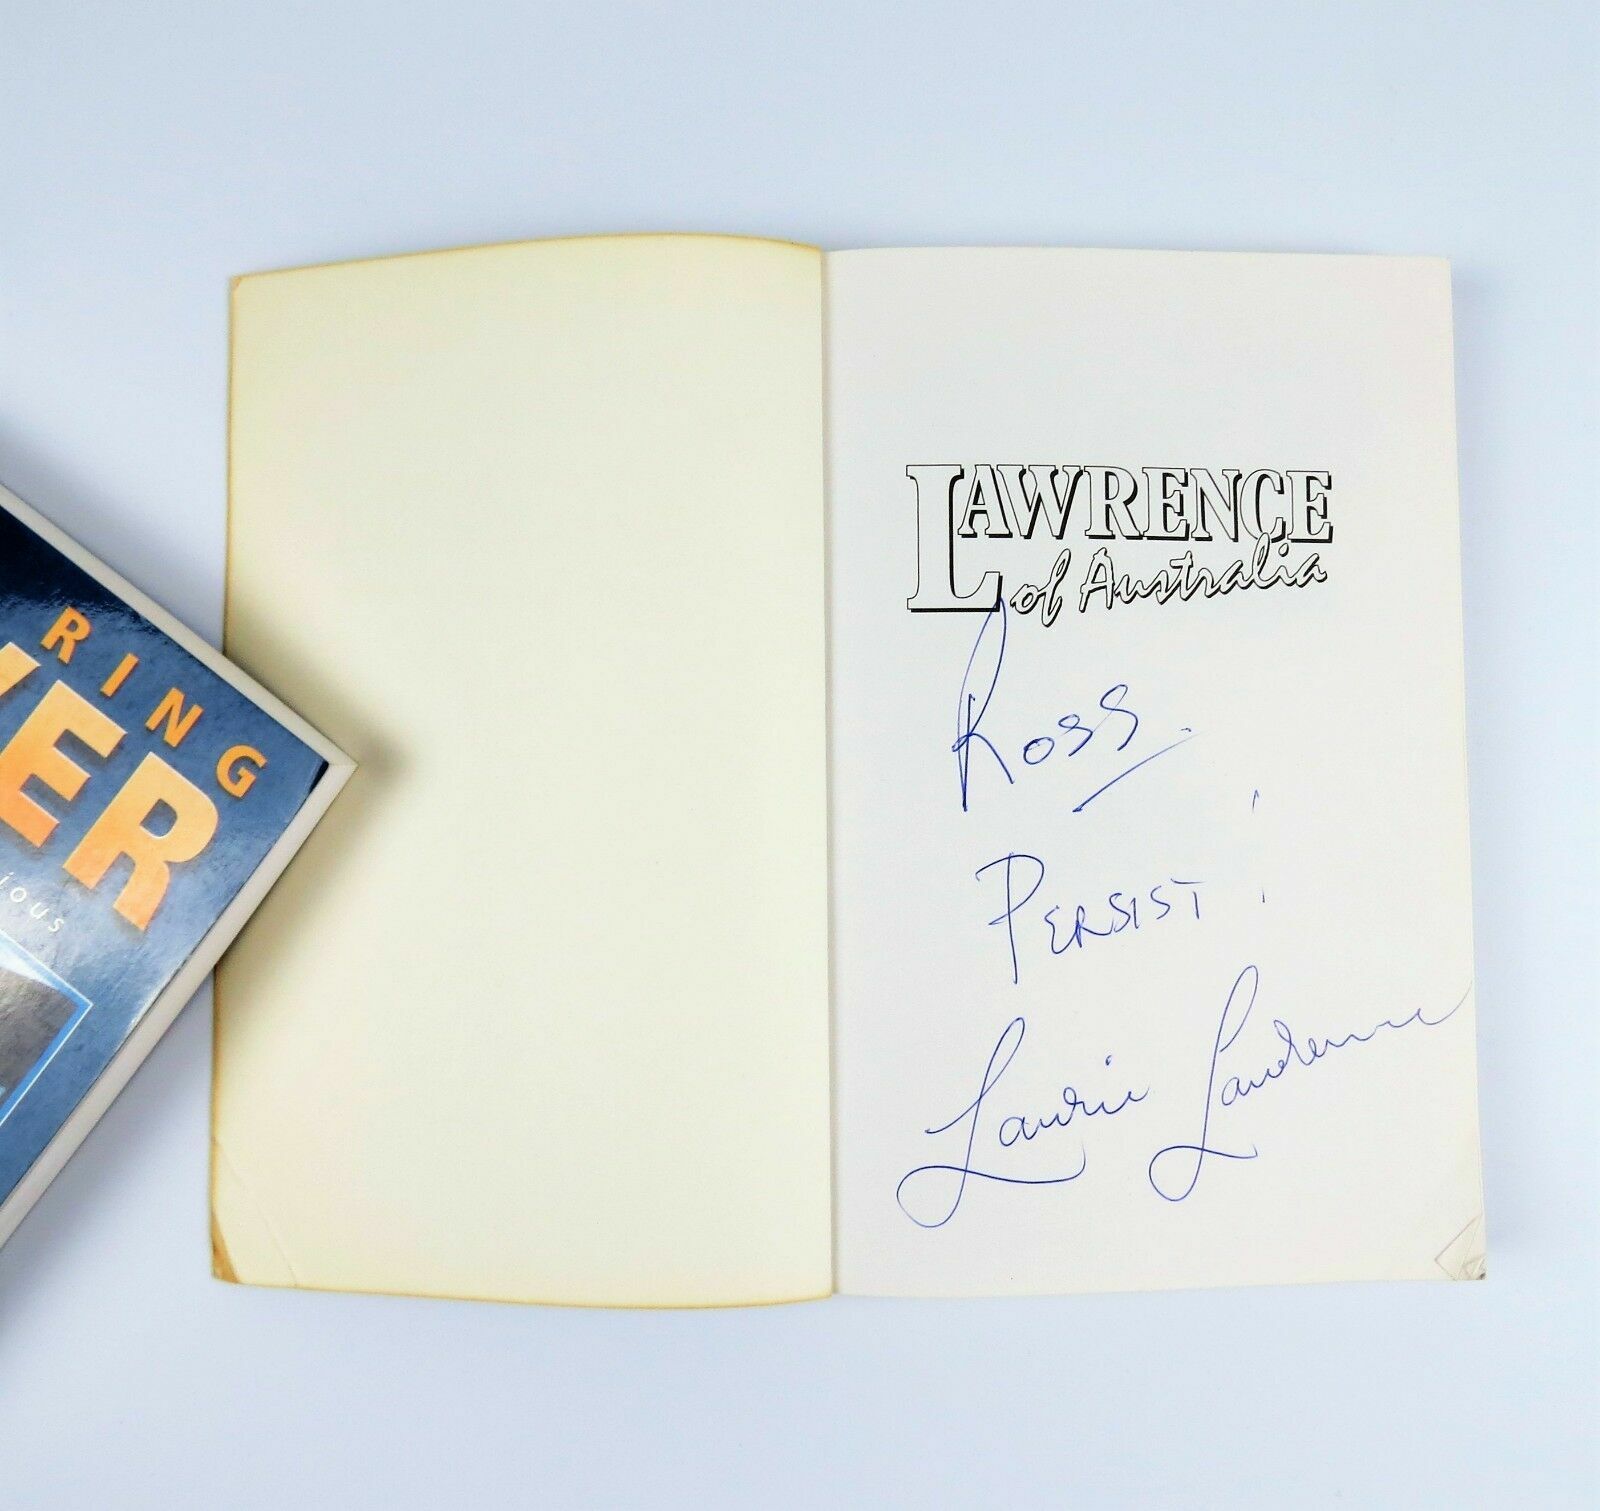 RING
ER
ious
LAWRENCE
of Australia
Ross.
PERSIST!
Laurie Lawrence